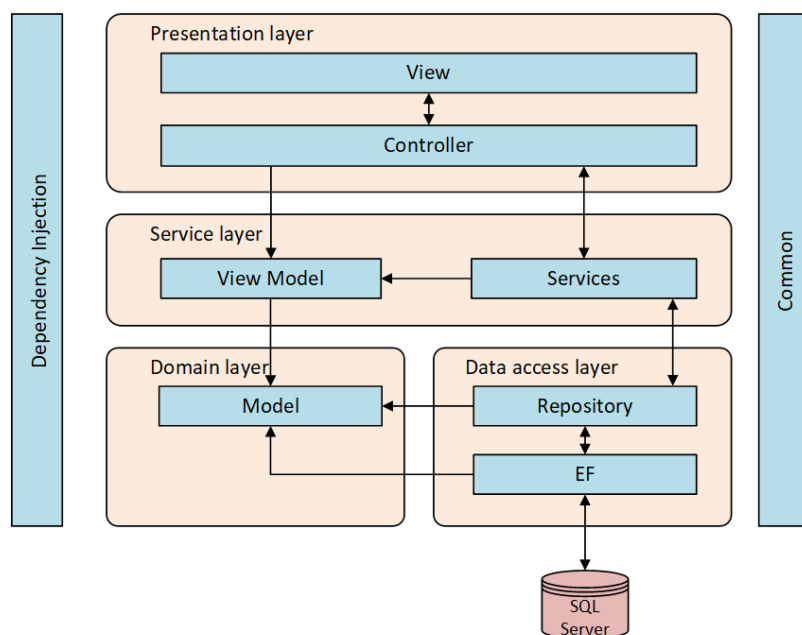 Presentation layer
View
Controller
Service layer
View Model
Services
Domain layer
Data access layer
Model
Repository
EF
SQL
Server
Dependency Injection
Common